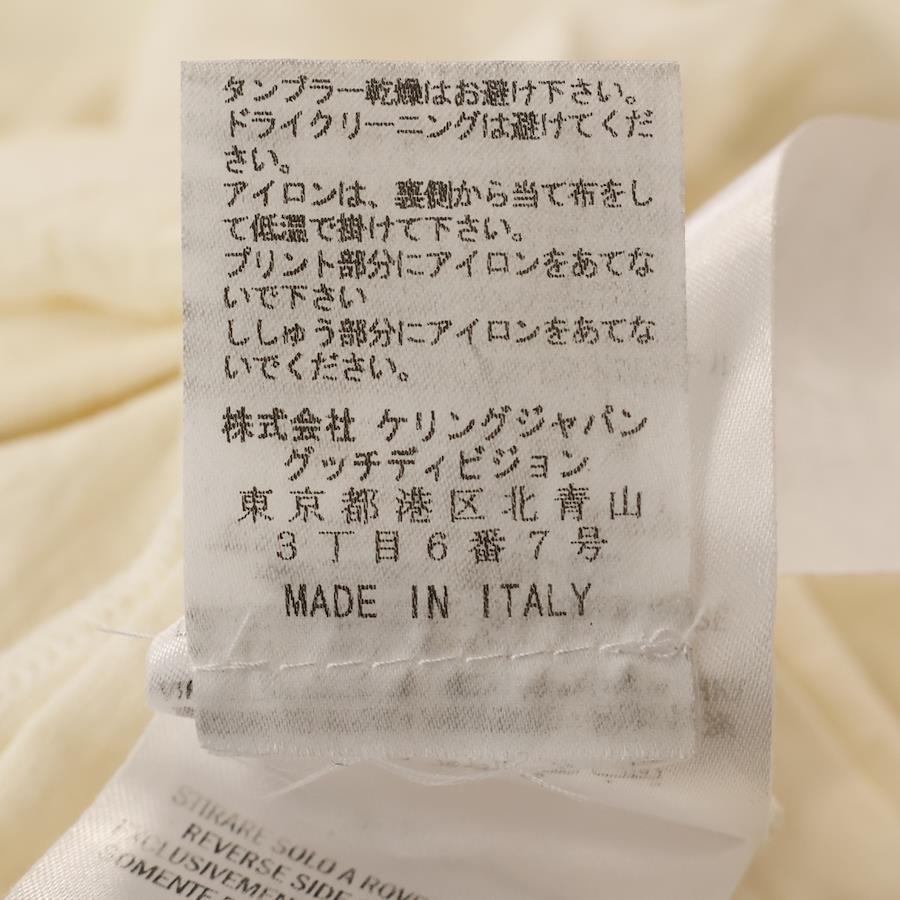 タンブラー乾燥はお避け下さい。
ドライクリーニングは避けてくだ
さい。
アイロンは、裏側から当て布をし
て低温で掛けて下さい。
プリント部分にアイロンをあてな
いで下さい
ししゅう部分にアイロンをあてな
いでください。
株式会社 ケリングジャパン
グッチディビジョン
東京都港区北青山
3丁目6番7号
MADE IN ITALY
STIRARE SOLO A ROV
REVERSE SIDE
EXCLUSIVEMEN
SOMENTE